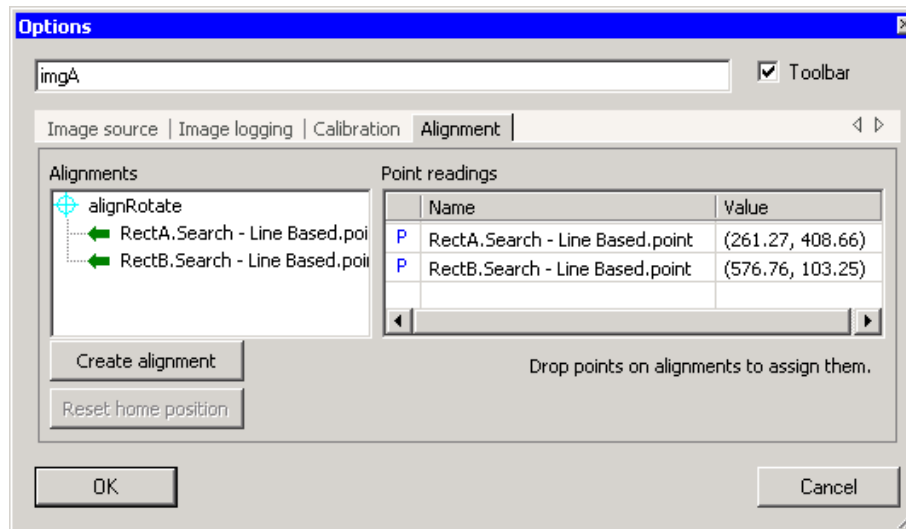 Options
imgA
Toolbar
Image source | Image logging | Calibration Alignment
Alignments
alignRotate
RectA.Search - Line Based.poi
RectB.Search - Line Based.poin
Point readings
Name Value
P RectA.Search - Line Based.point (261.27, 408.66)
P RectB.Search - Line Based.point (576.76, 103.25)
Create alignment
Drop points on alignments to assign them.
Reset home position
OK Cancel